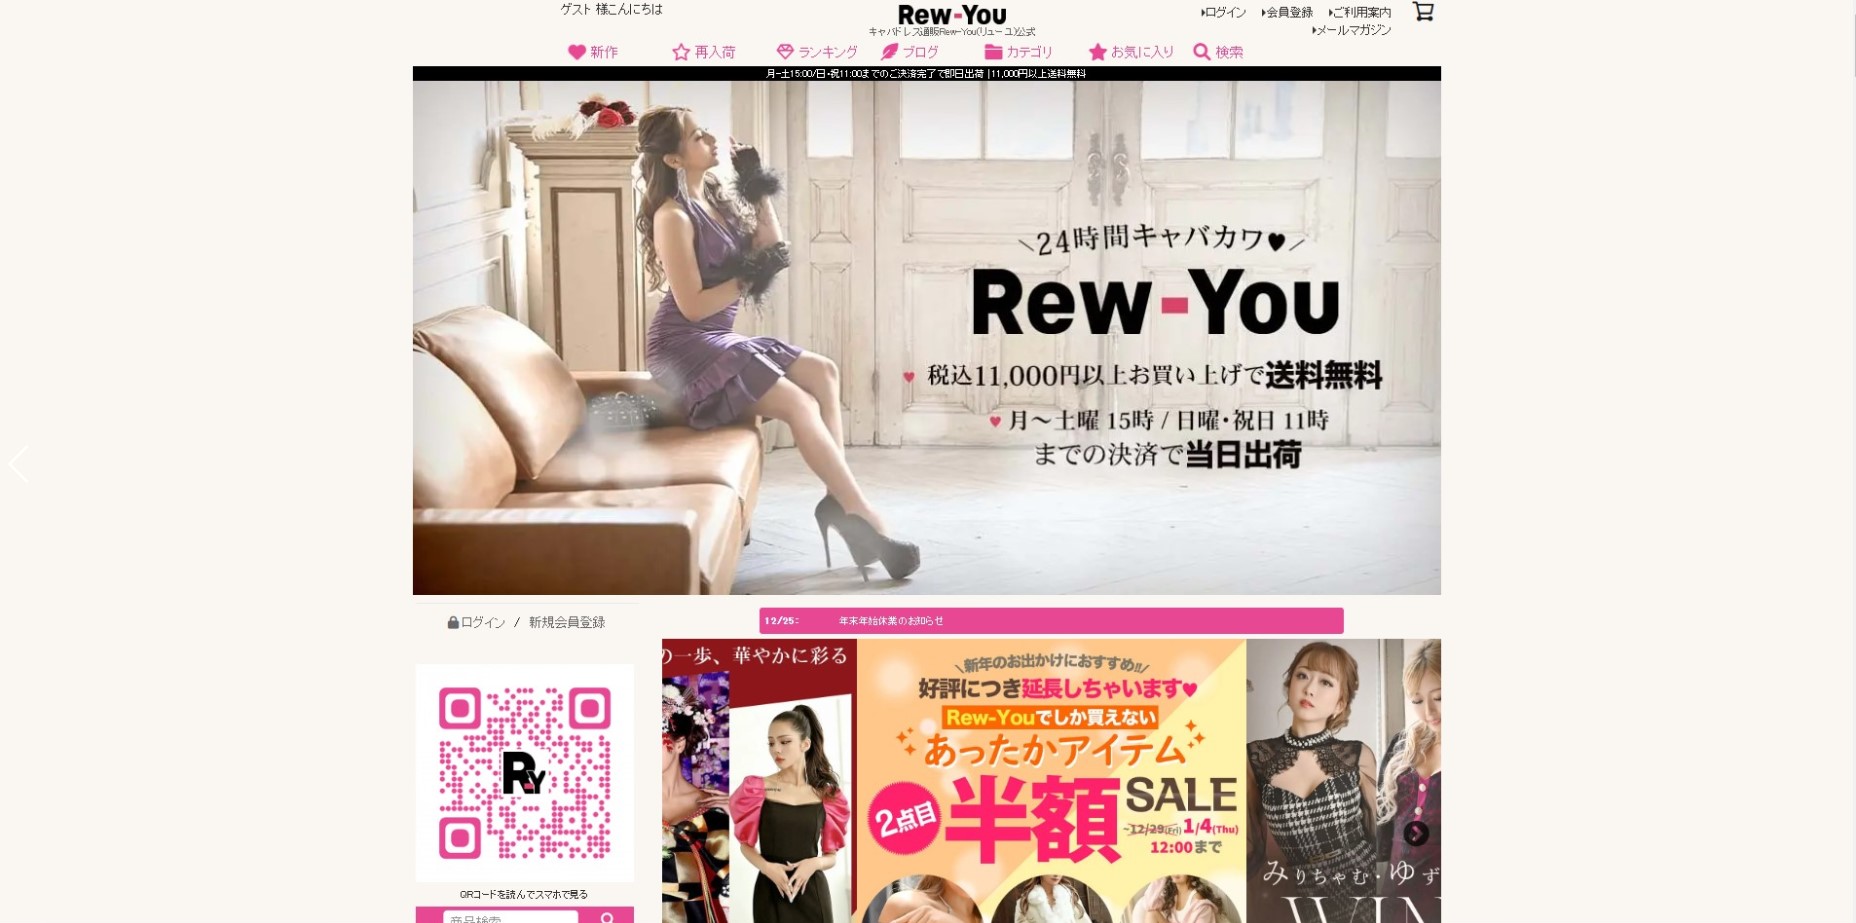 ゲスト 様こんにちは
Rew-You
キャバドレス通販Rew-You(リューユ)公式
ログイン 会員登録 ご利用案内
メールマガジン
新作 再入荷 ランキング ブログ カテゴリ お気に入り 検索
月~土15:00/日・祝11:00までのご決済完了で即日出荷 | 11,000円以上送料無料
24時間キャバカワ♥
Rew-You
♥ 税込11,000円以上お買い上げで送料無料
♥ 月〜土曜 15時 / 日曜・祝日 11時
までの決済で当日出荷
ログイン / 新規会員登録
12/25: 年末年始休業のお知らせ
の一歩、華やかに彩る
新年のお出かけにおすすめ!!
好評につき延長しちゃいます♥
Rew-Youでしか買えない
あったかアイテム
2点目
半額
SALE
~12/29(Fri) 1/4(Thu)
12:00まで
みりちゃむ・ゆず
WIN
RY
QRコードを読んでスマホで見る
商品検索